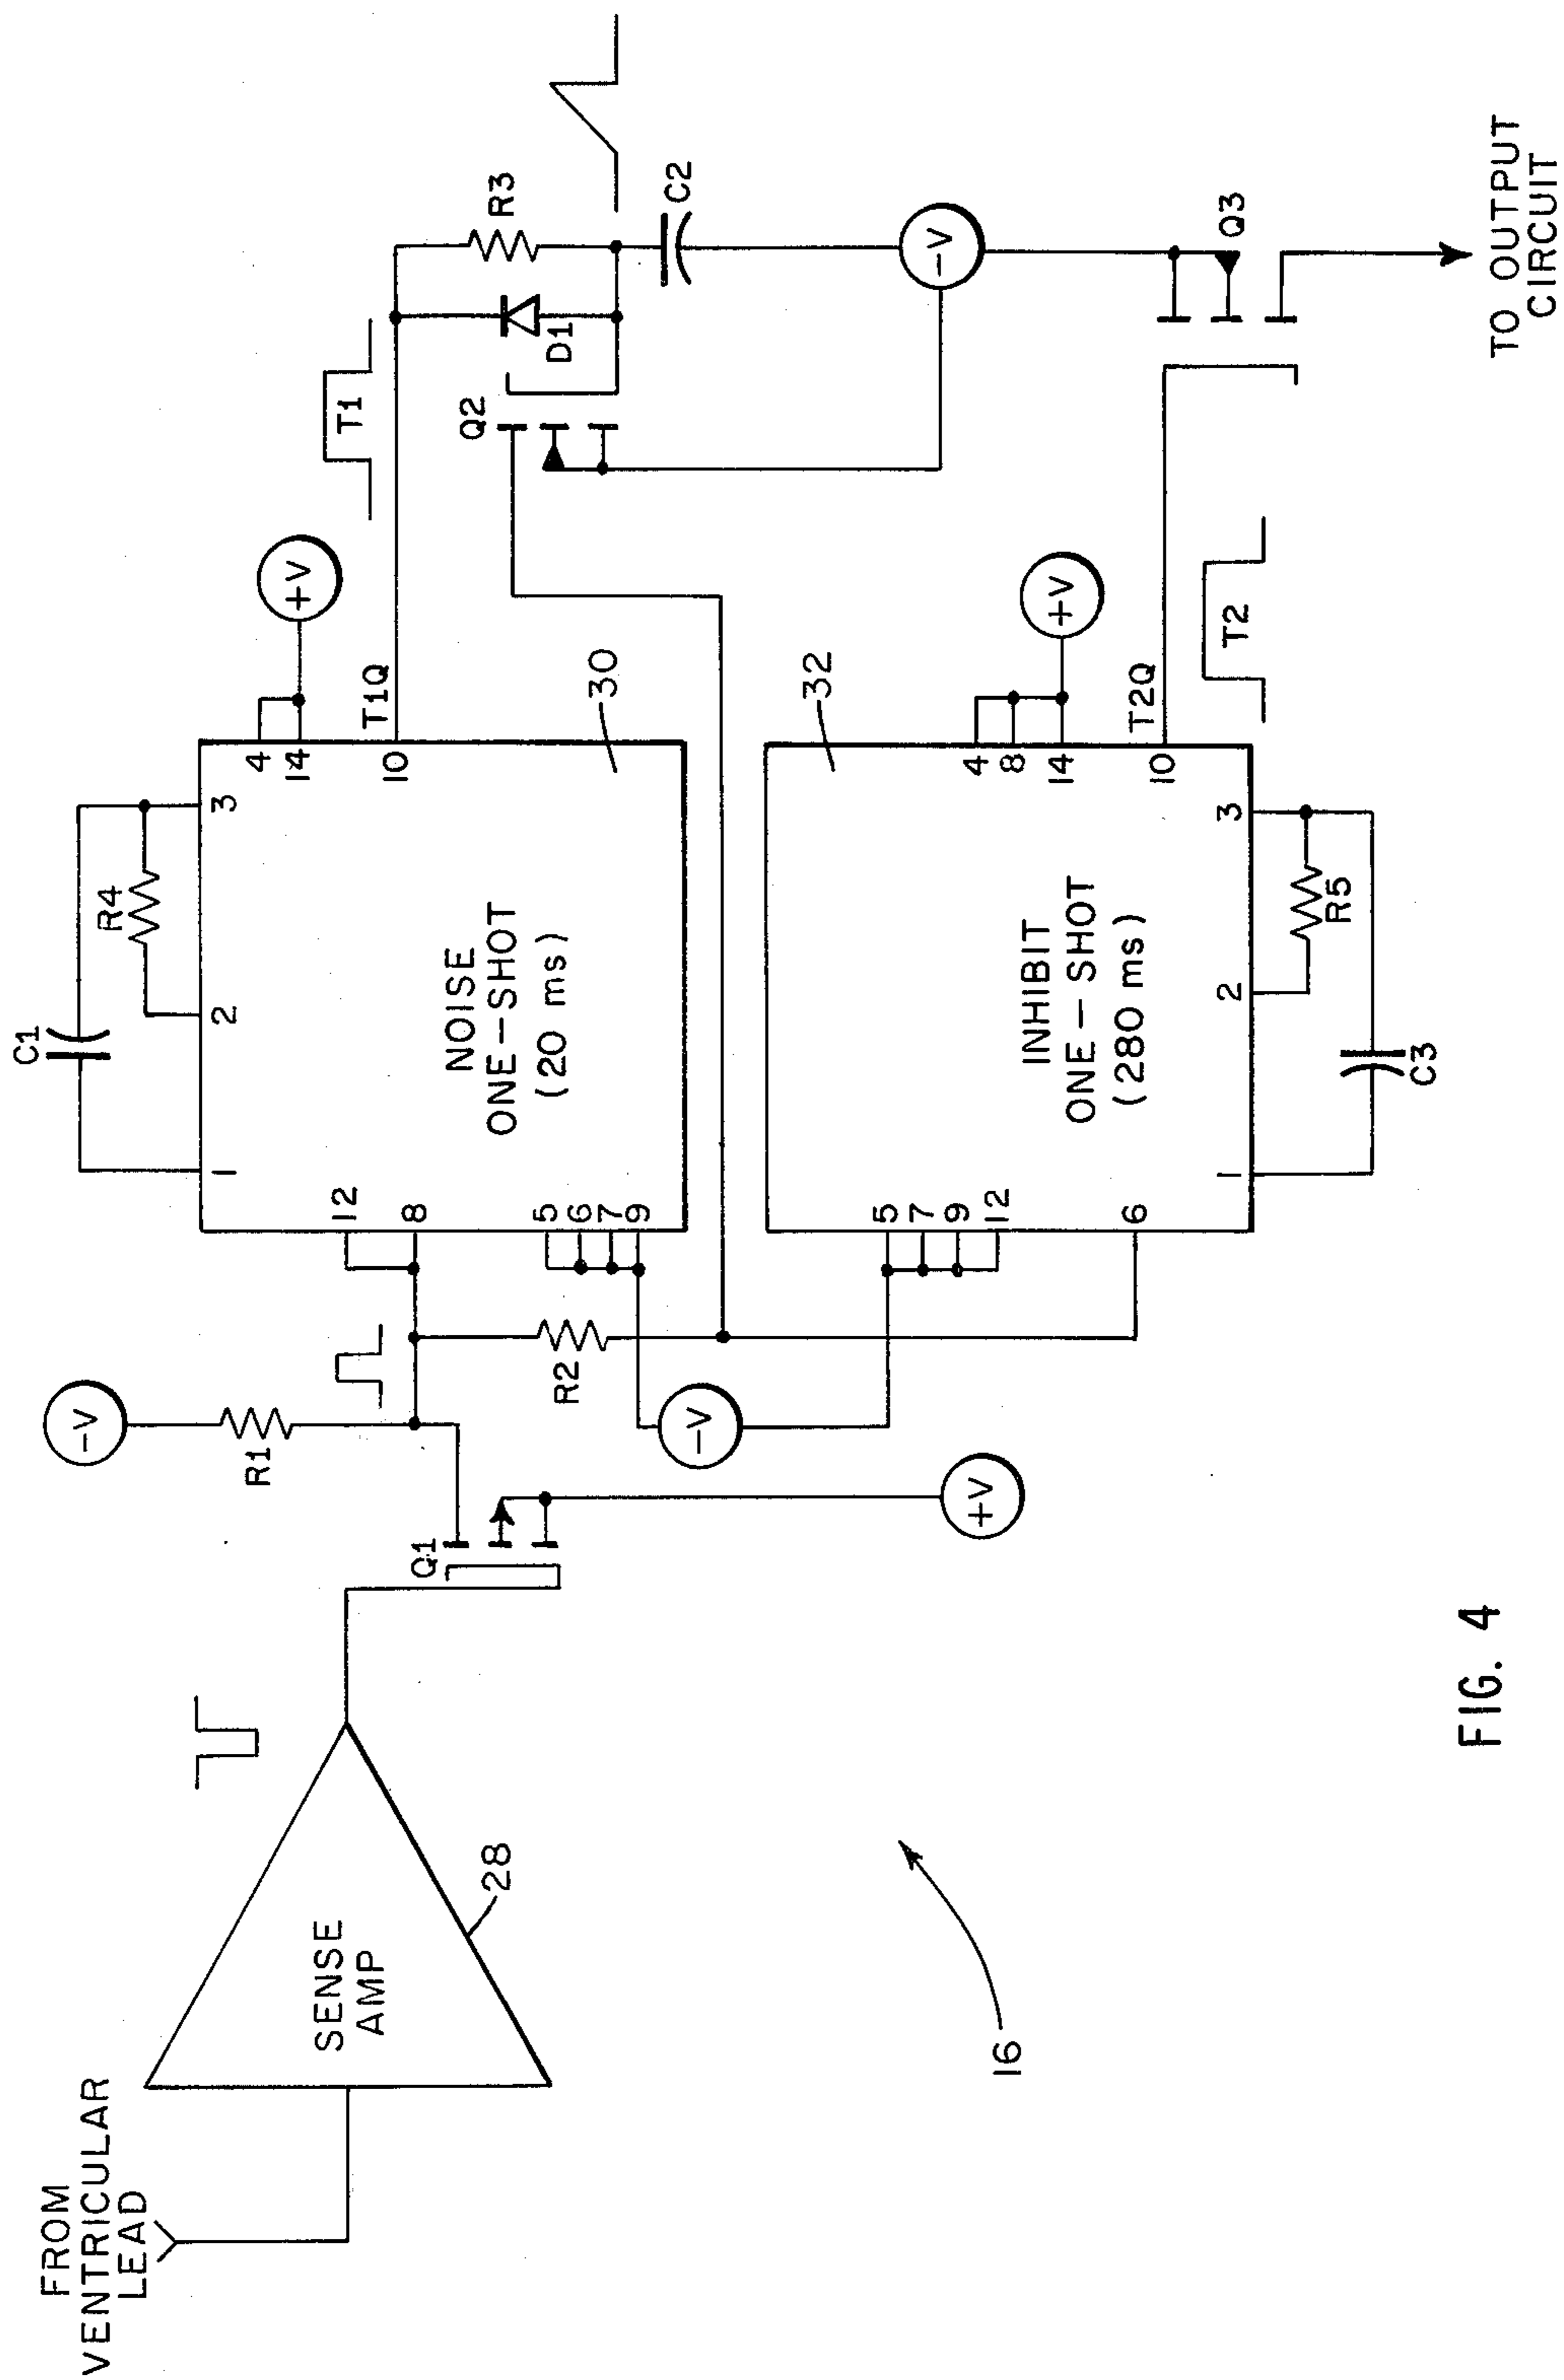 FROM
VENTRICULAR
LEAD
SENSE
AMP
28
16
-V
R1
Q1
+V
R2
-V
C1
R4
1
2
3
12
8
5
6
7
9
NOISE
ONE-SHOT
(20 ms)
4
14
10
+V
T1Q
30
T1
Q2
D1
R3
C2
-V
Q3
TO OUTPUT
CIRCUIT
32
5
7
9
12
6
INHIBIT
ONE-SHOT
(280 ms)
4
8
14
10
+V
T2Q
T2
1
2
3
R5
C3
FIG. 4